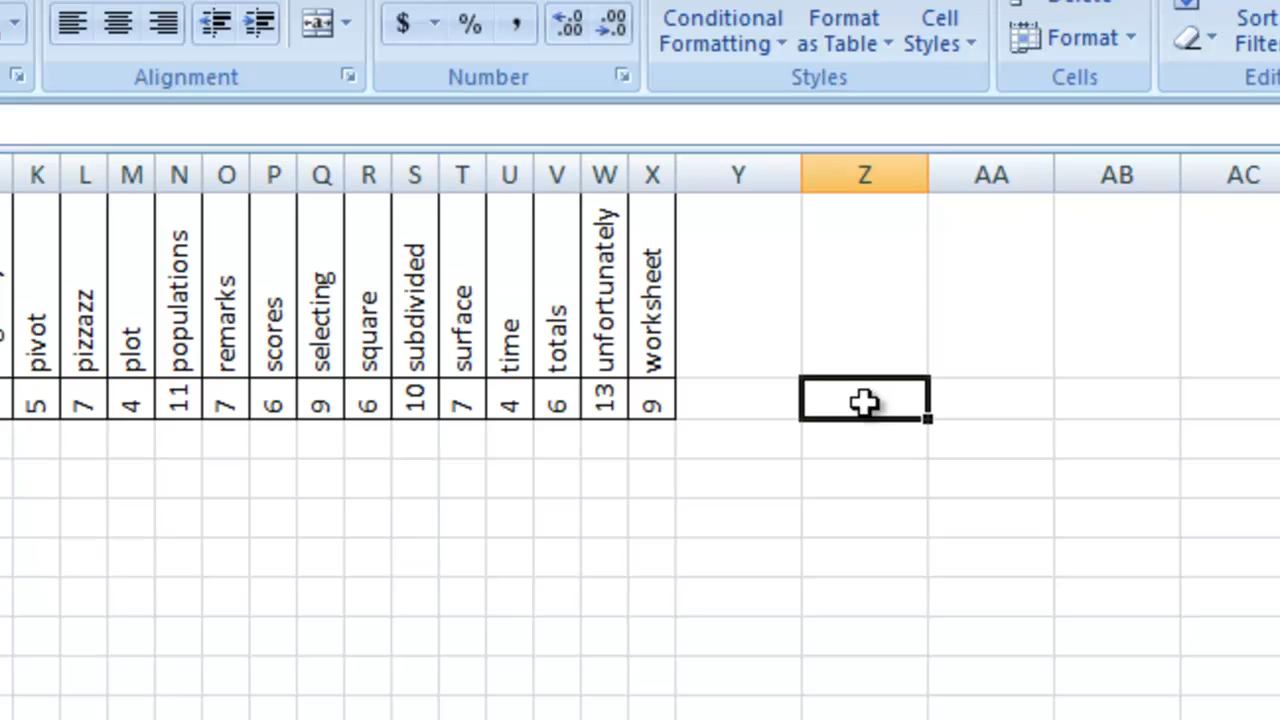 $ % ,
Conditional Formatting
Format as Table
Cell Styles
Format
Sort
Filte
Alignment
Number
Styles
Cells
K L M N O P Q R S T U V W X Y Z AA AB AC
pivot pizzazz plot populations remarks scores selecting square subdivided surface time totals unfortunately worksheet
5 7 4 11 7 6 9 6 10 7 4 6 13 9